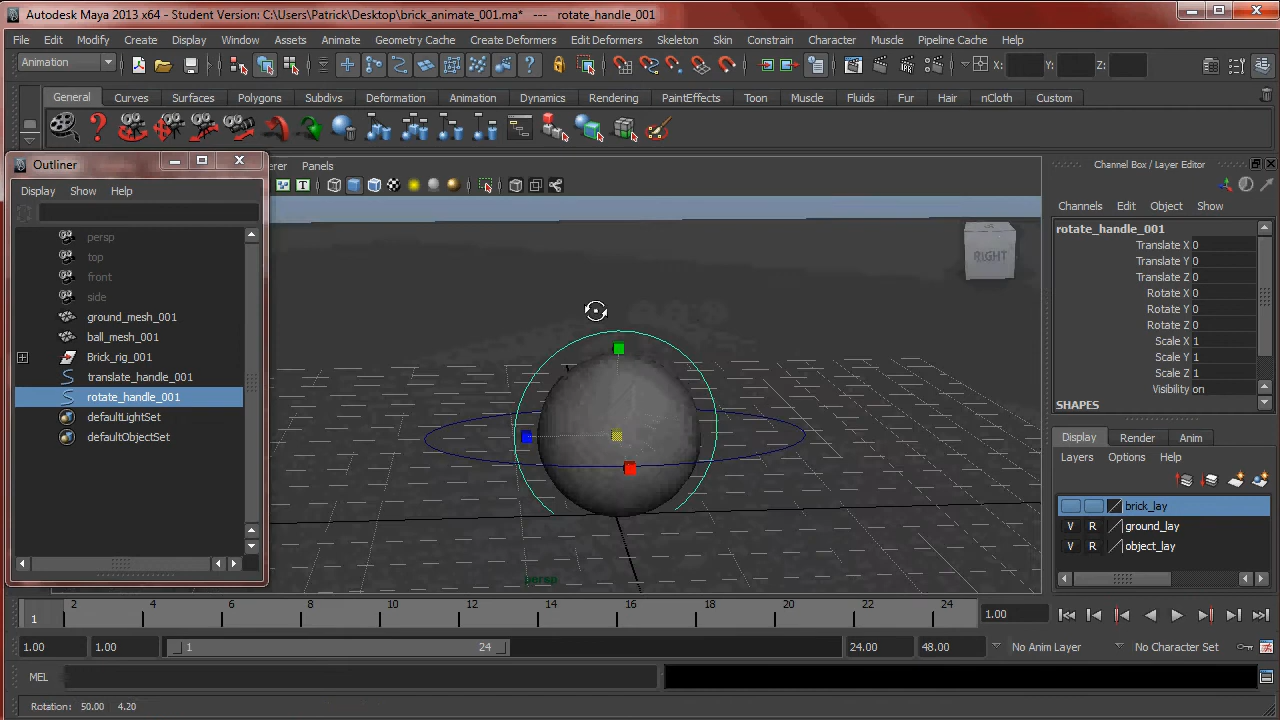 Autodesk Maya 2013 x64 - Student Version: C:\Users\Patrick\Desktop\brick_animate_001.ma* --- rotate_handle_001
File Edit Modify Create Display Window Assets Animate Geometry Cache Create Deformers Edit Deformers Skeleton Skin Constrain Character Muscle Pipeline Cache Help
Animation X: Y: Z:
General Curves Surfaces Polygons Subdivs Deformation Animation Dynamics Rendering PaintEffects Toon Muscle Fluids Fur Hair nCloth Custom
Outliner
Display Show Help
persp
top
front
side
ground_mesh_001
ball_mesh_001
Brick_rig_001
translate_handle_001
rotate_handle_001
defaultLightSet
defaultObjectSet
erer Panels
RIGHT
persp
Channel Box / Layer Editor
Channels Edit Object Show
rotate_handle_001
Translate X 0
Translate Y 0
Translate Z 0
Rotate X 0
Rotate Y 0
Rotate Z 0
Scale X 1
Scale Y 1
Scale Z 1
Visibility on
SHAPES
Display Render Anim
Layers Options Help
brick_lay
V R ground_lay
V R object_lay
1 2 4 6 8 10 12 14 16 18 20 22 24 1.00
1.00 1.00 1 24 24.00 48.00 No Anim Layer No Character Set
MEL
Rotation: 50.00 4.20